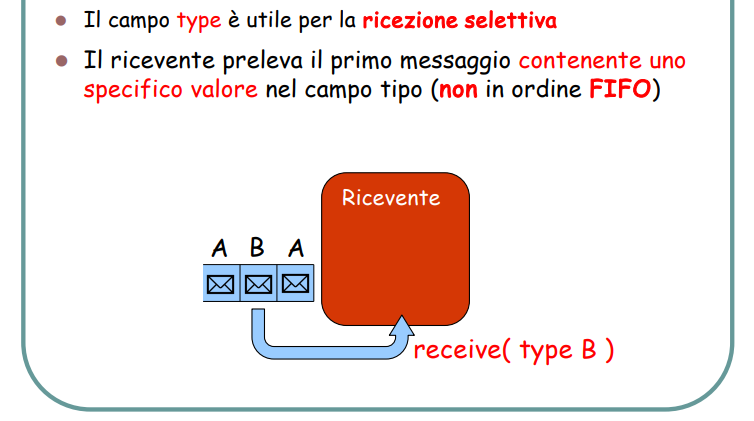 Il campo type è utile per la ricezione selettiva
Il ricevente preleva il primo messaggio contenente uno
specifico valore nel campo tipo (non in ordine FIFO)
Ricevente
A B A
receive( type B )